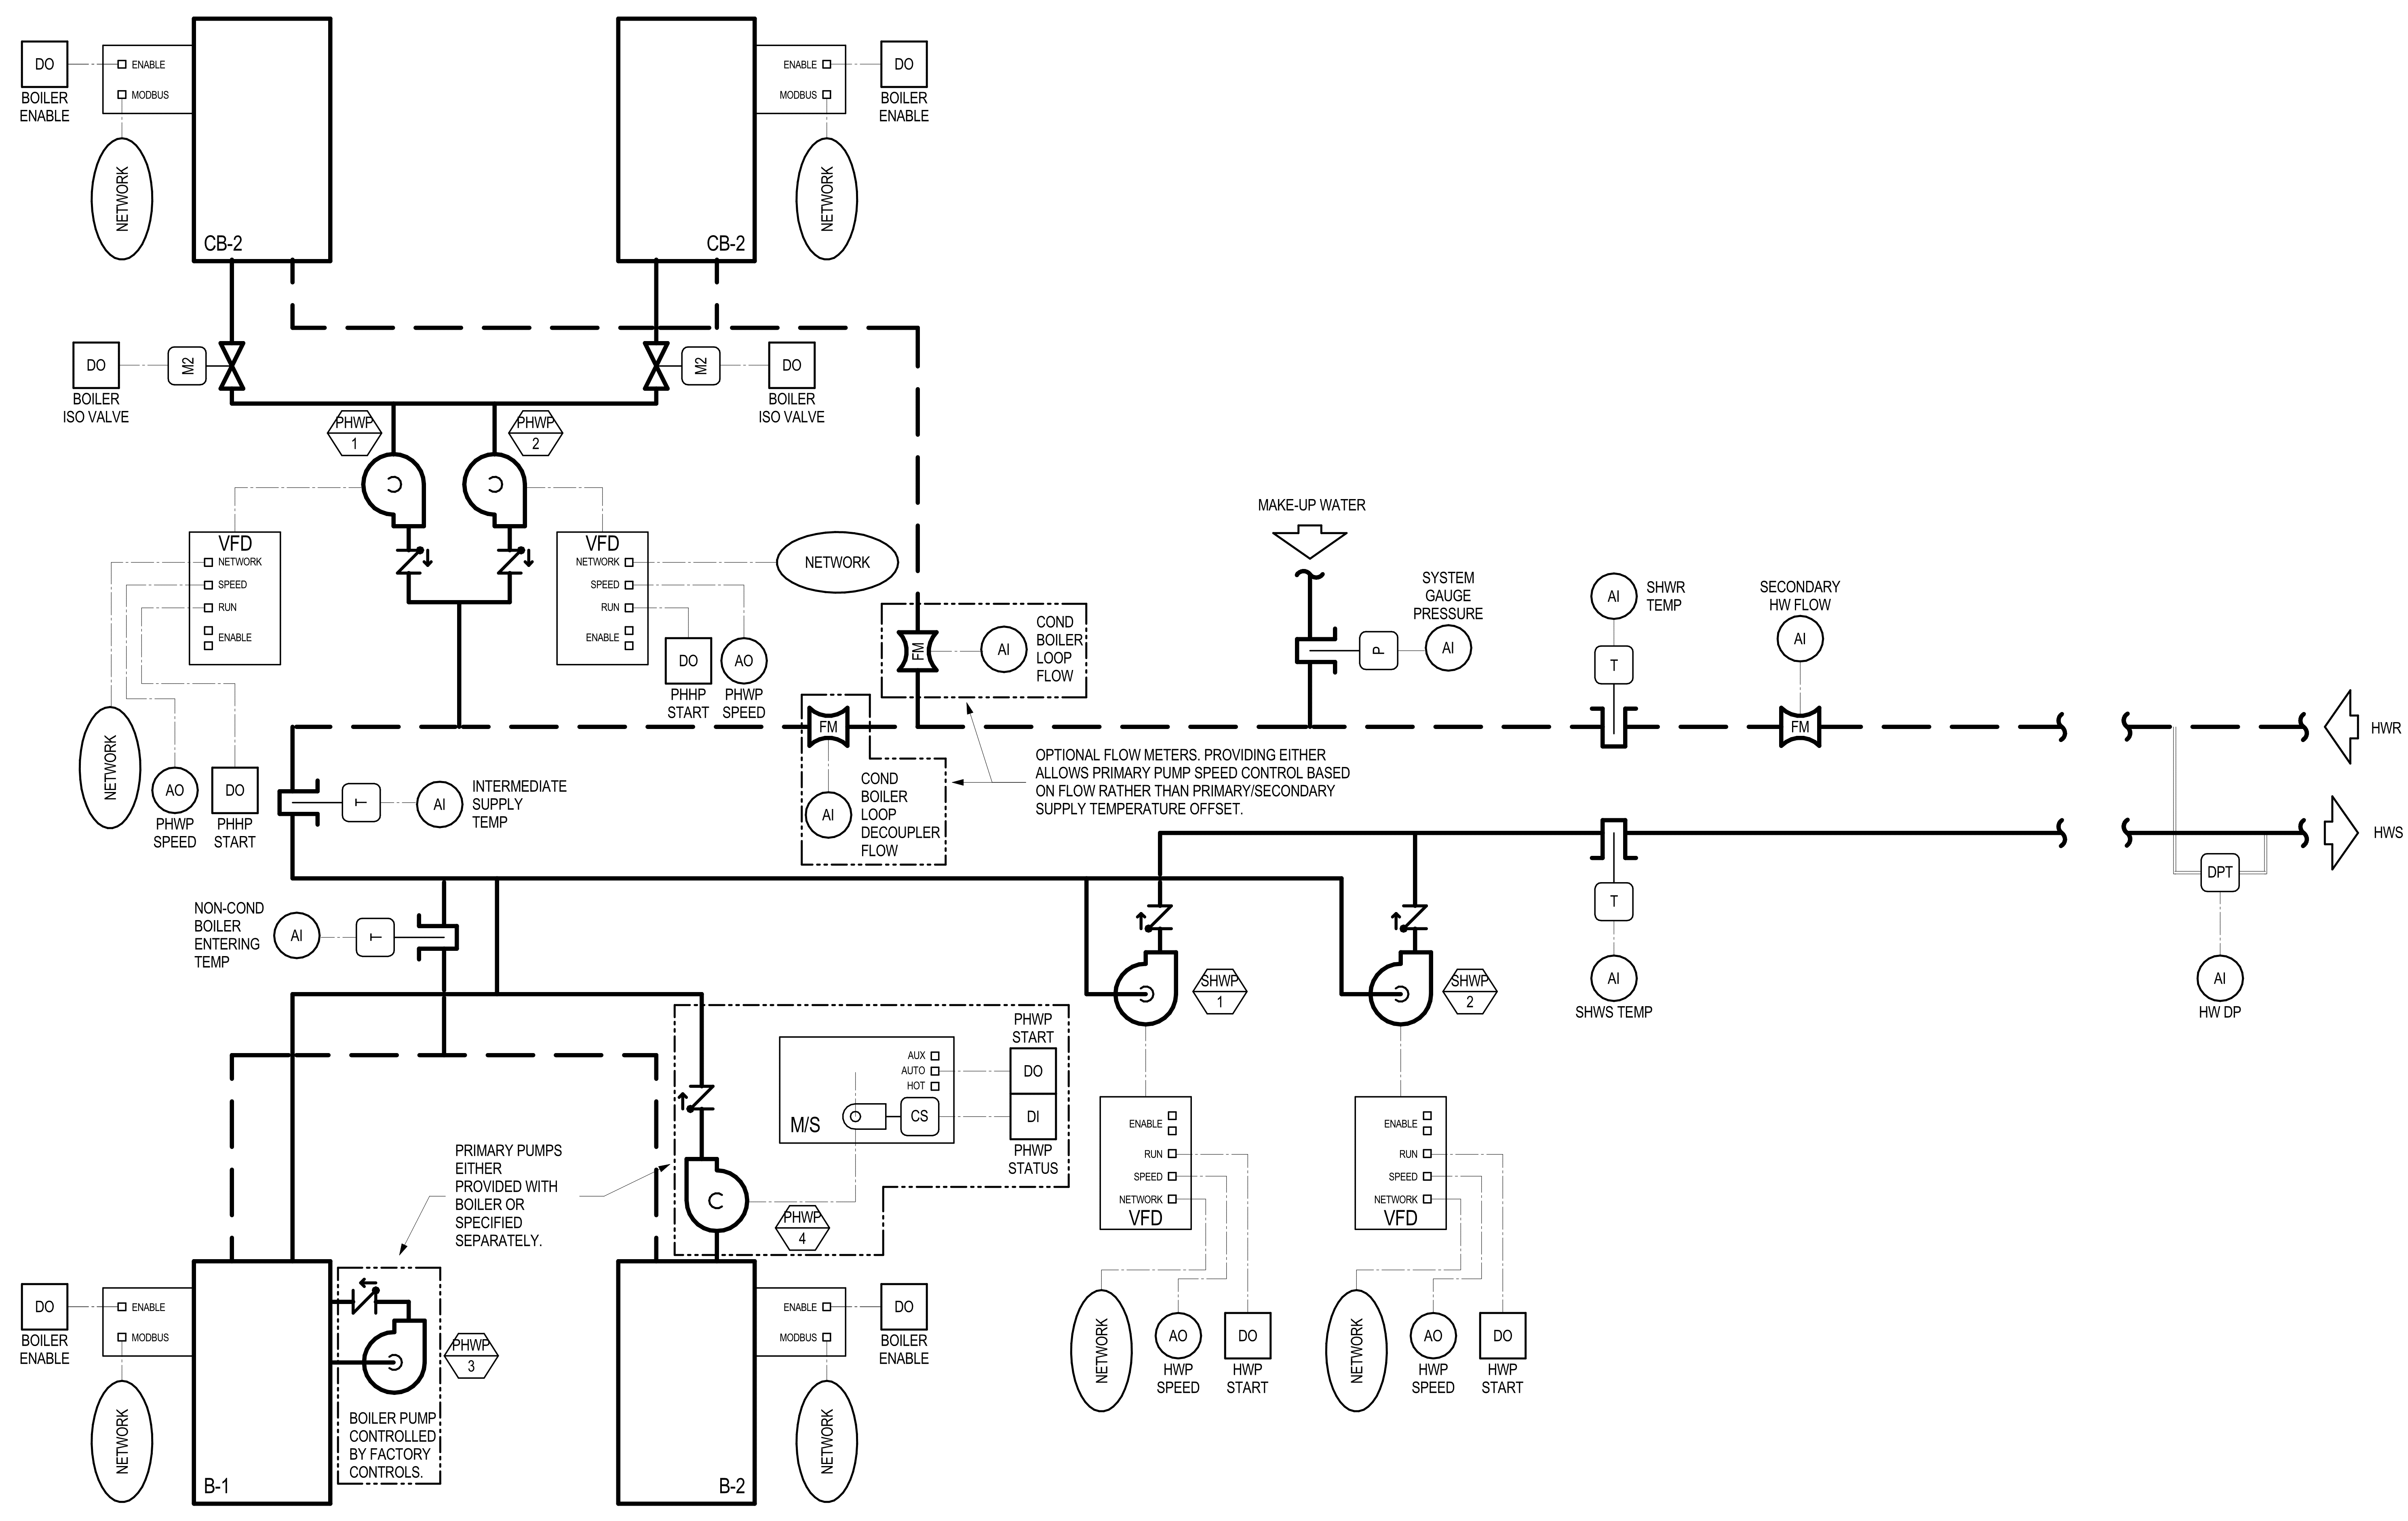 DO
BOILER
ENABLE
ENABLE
MODBUS
NETWORK
CB-2
CB-2
ENABLE
MODBUS
DO
BOILER
ENABLE
NETWORK
DO
BOILER
ISO VALVE
M2
M2
DO
BOILER
ISO VALVE
PHWP
1
PHWP
2
VFD
NETWORK
SPEED
RUN
ENABLE
VFD
NETWORK
SPEED
RUN
ENABLE
NETWORK
DO
PHHP
START
AO
PHWP
SPEED
NETWORK
AO
PHWP
SPEED
DO
PHHP
START
FM
AI
COND
BOILER
LOOP
FLOW
FM
AI
COND
BOILER
LOOP
DECOUPLER
FLOW
MAKE-UP WATER
P
SYSTEM
GAUGE
PRESSURE
AI
AI
SHWR
TEMP
T
SECONDARY
HW FLOW
AI
FM
HWR
OPTIONAL FLOW METERS. PROVIDING EITHER
ALLOWS PRIMARY PUMP SPEED CONTROL BASED
ON FLOW RATHER THAN PRIMARY/SECONDARY
SUPPLY TEMPERATURE OFFSET.
T
AI
INTERMEDIATE
SUPPLY
TEMP
HWS
DPT
AI
HW DP
T
AI
SHWS TEMP
NON-COND
BOILER
ENTERING
TEMP
AI
T
SHWP
1
SHWP
2
PHWP
START
DO
DI
PHWP
STATUS
AUX
AUTO
HOT
CS
M/S
PHWP
4
PRIMARY PUMPS
EITHER
PROVIDED WITH
BOILER OR
SPECIFIED
SEPARATELY.
ENABLE
RUN
SPEED
NETWORK
VFD
ENABLE
RUN
SPEED
NETWORK
VFD
NETWORK
AO
HWP
SPEED
DO
HWP
START
NETWORK
AO
HWP
SPEED
DO
HWP
START
DO
BOILER
ENABLE
ENABLE
MODBUS
NETWORK
B-1
PHWP
3
BOILER PUMP
CONTROLLED
BY FACTORY
CONTROLS.
B-2
ENABLE
MODBUS
DO
BOILER
ENABLE
NETWORK